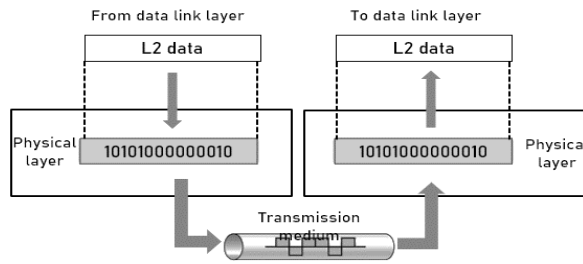 From data link layer
To data link layer
L2 data
L2 data
Physical
layer
10101000000010
10101000000010
Physical
layer
Transmission
medium